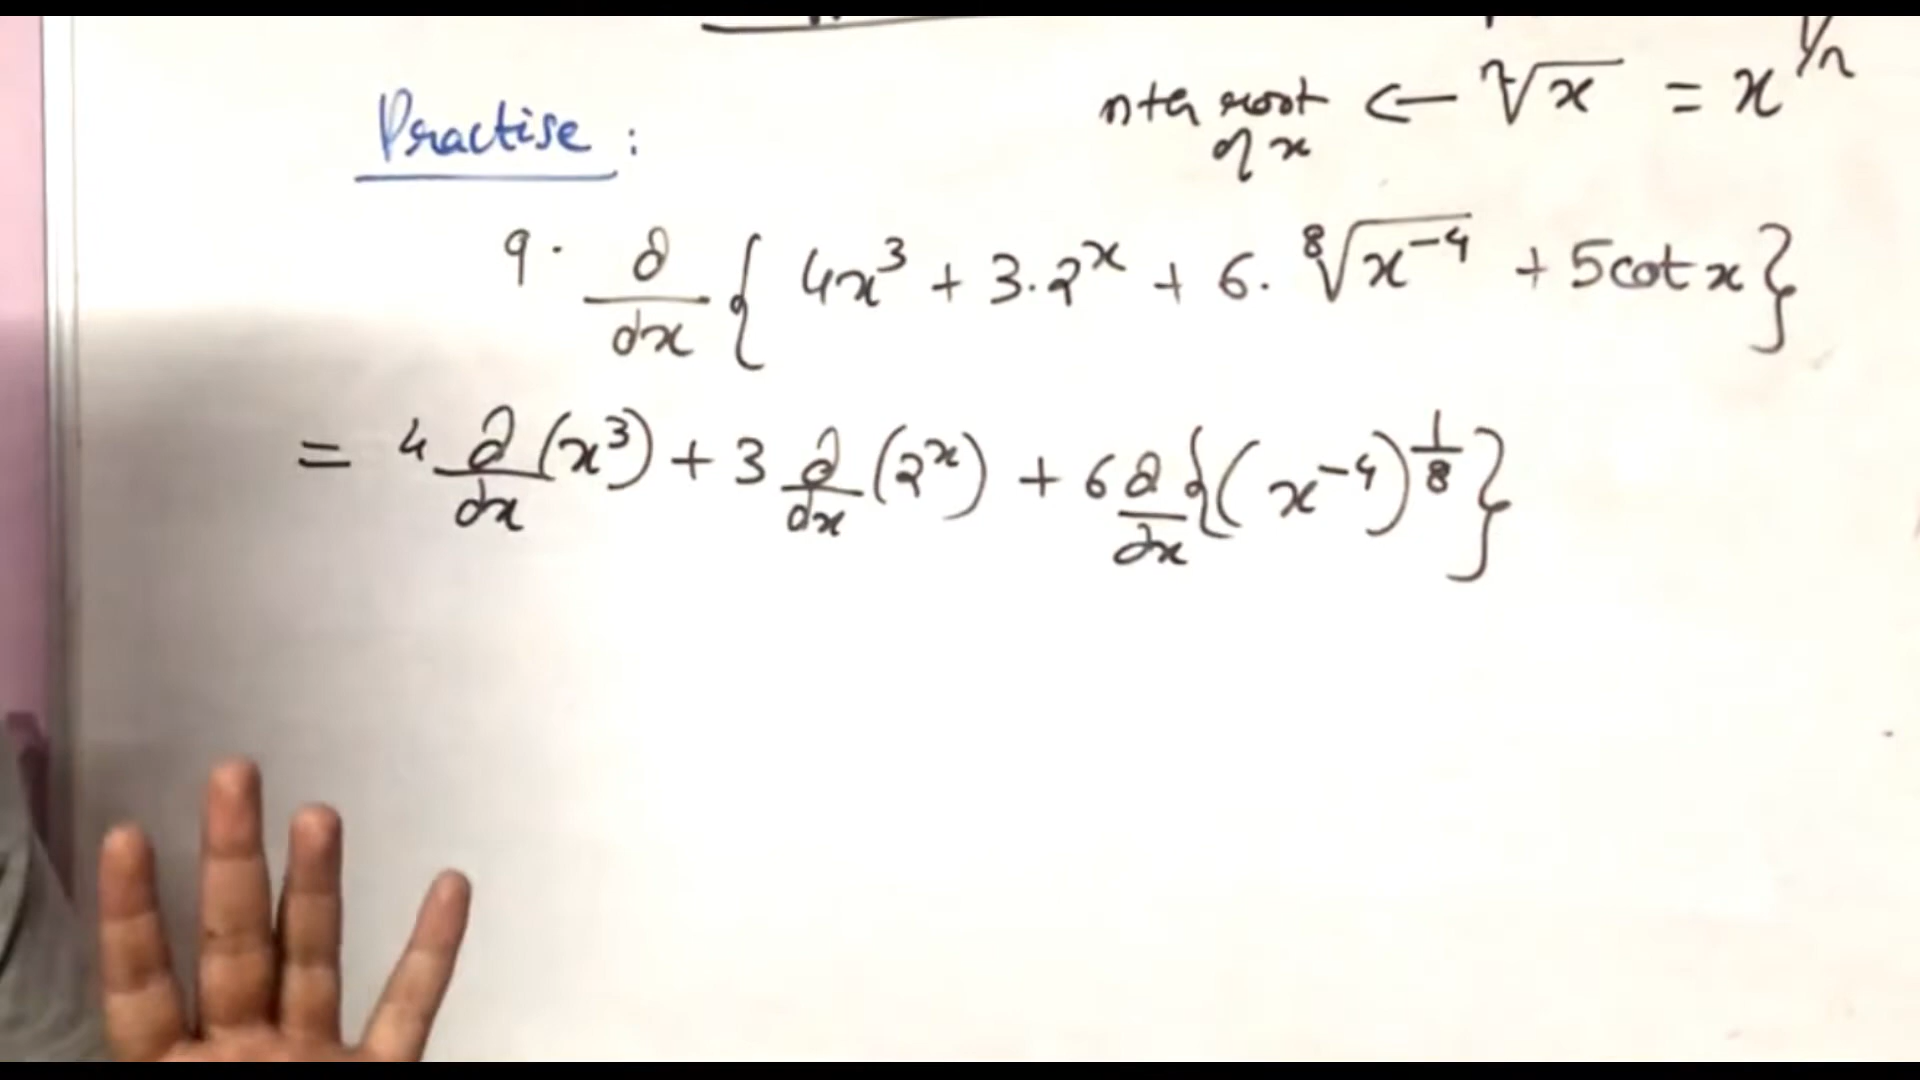 Practise :
nth root of x ← ⁿ√x = x^1/n
9. d/dx { 4x³ + 3.2^x + 6. ⁸√x⁻⁴ + 5cot x }
= 4 d/dx (x³) + 3 d/dx (2^x) + 6 d/dx {(x⁻⁴)^1/8}